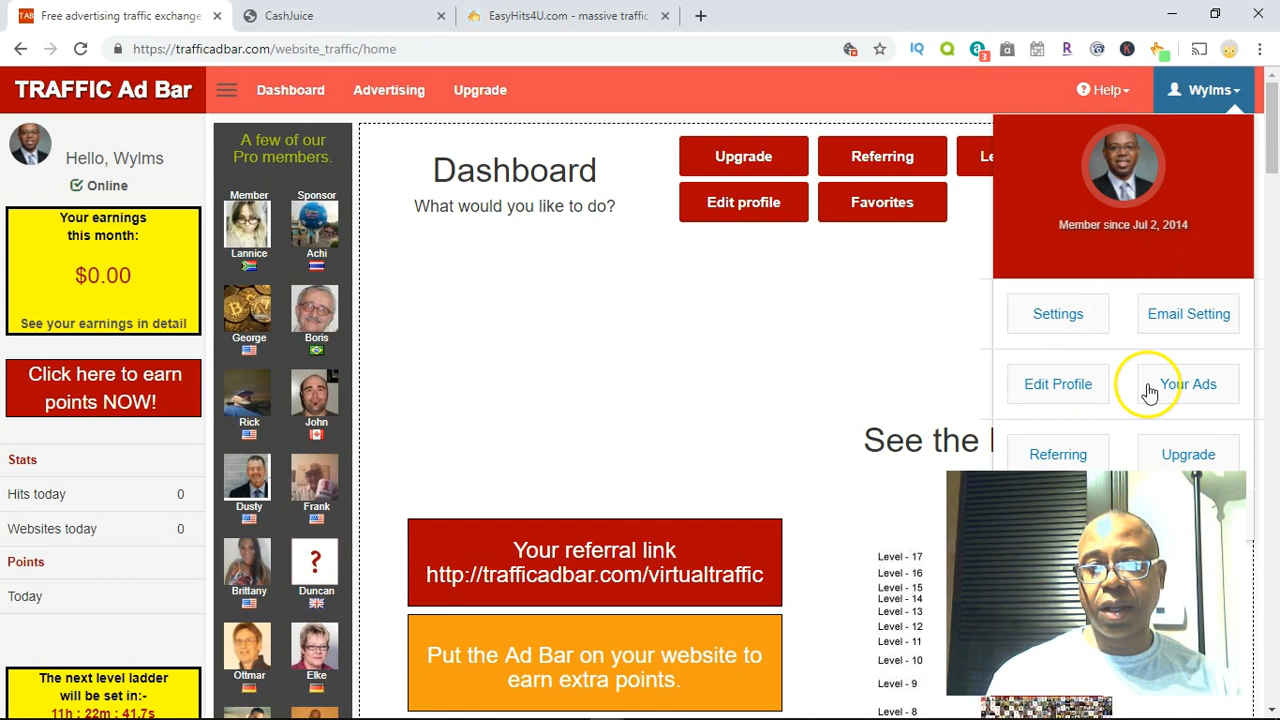 Free advertising traffic exchange
CashJuice
EasyHits4U.com - massive traffic
https://trafficadbar.com/website_traffic/home
3
TRAFFIC Ad Bar
Dashboard
Advertising
Upgrade
Help
Wylms
Hello, Wylms
Online
Your earnings
this month:
$0.00
See your earnings in detail
Click here to earn
points NOW!
Stats
Hits today 0
Websites today 0
Points
Today
The next level ladder
will be set in:-
11h : 22m : 41.7s
A few of our
Pro members.
Member Sponsor
Lannice Achi
George Boris
Rick John
Dusty Frank
?
Brittany Duncan
Ottmar Elke
Dashboard
What would you like to do?
Upgrade
Referring
Le
Edit profile
Favorites
See the
Your referral link
http://trafficadbar.com/virtualtraffic
Put the Ad Bar on your website to
earn extra points.
Member since Jul 2, 2014
Settings
Email Setting
Edit Profile
Your Ads
Referring
Upgrade
Level - 17
Level - 16
Level - 15
Level - 14
Level - 13
Level - 12
Level - 11
Level - 10
Level - 9
Level - 8